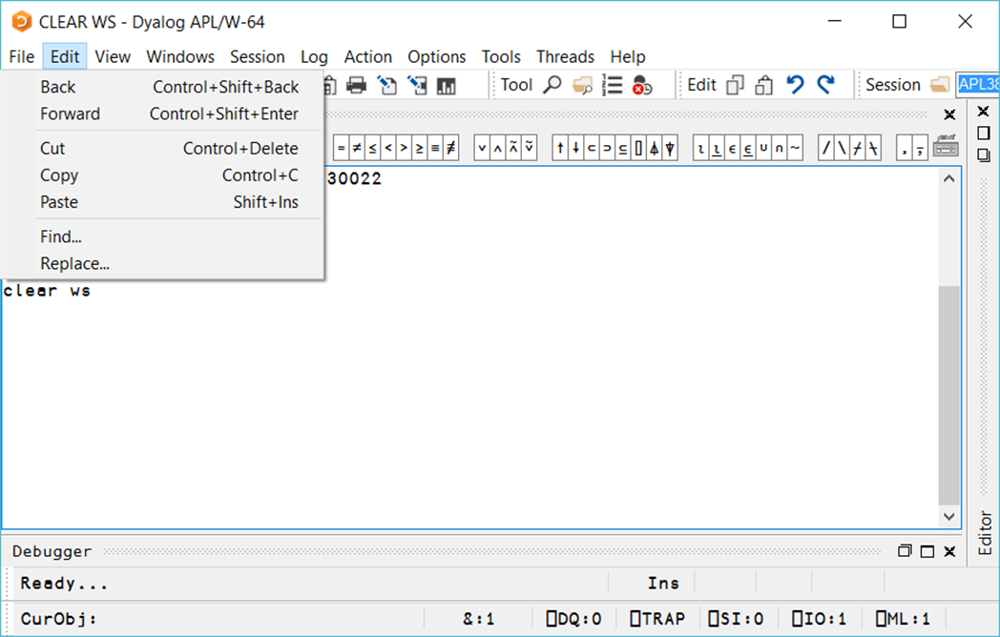 CLEAR WS - Dyalog APL/W-64
File Edit View Windows Session Log Action Options Tools Threads Help
Tool Edit Session APL38
Back Control+Shift+Back
Forward Control+Shift+Enter
Cut Control+Delete
= ≠ ≤ < > ≥ ≡ ≢ ∨ ∧ ⍲ ⍱ ↑ ↓ ⊂ ⊃ ⊆ ⌷ ⍋ ⍒ ⍳ ⍸ ∊ ⍷ ∪ ∩ ~ / \ ⌿ ⍀ , ⍪
Copy Control+C
30022
Paste Shift+Ins
Find...
Replace...
clear ws
Editor
Debugger
Ready... Ins
CurObj: &:1 ⎕DQ:0 ⎕TRAP ⎕SI:0 ⎕IO:1 ⎕ML:1